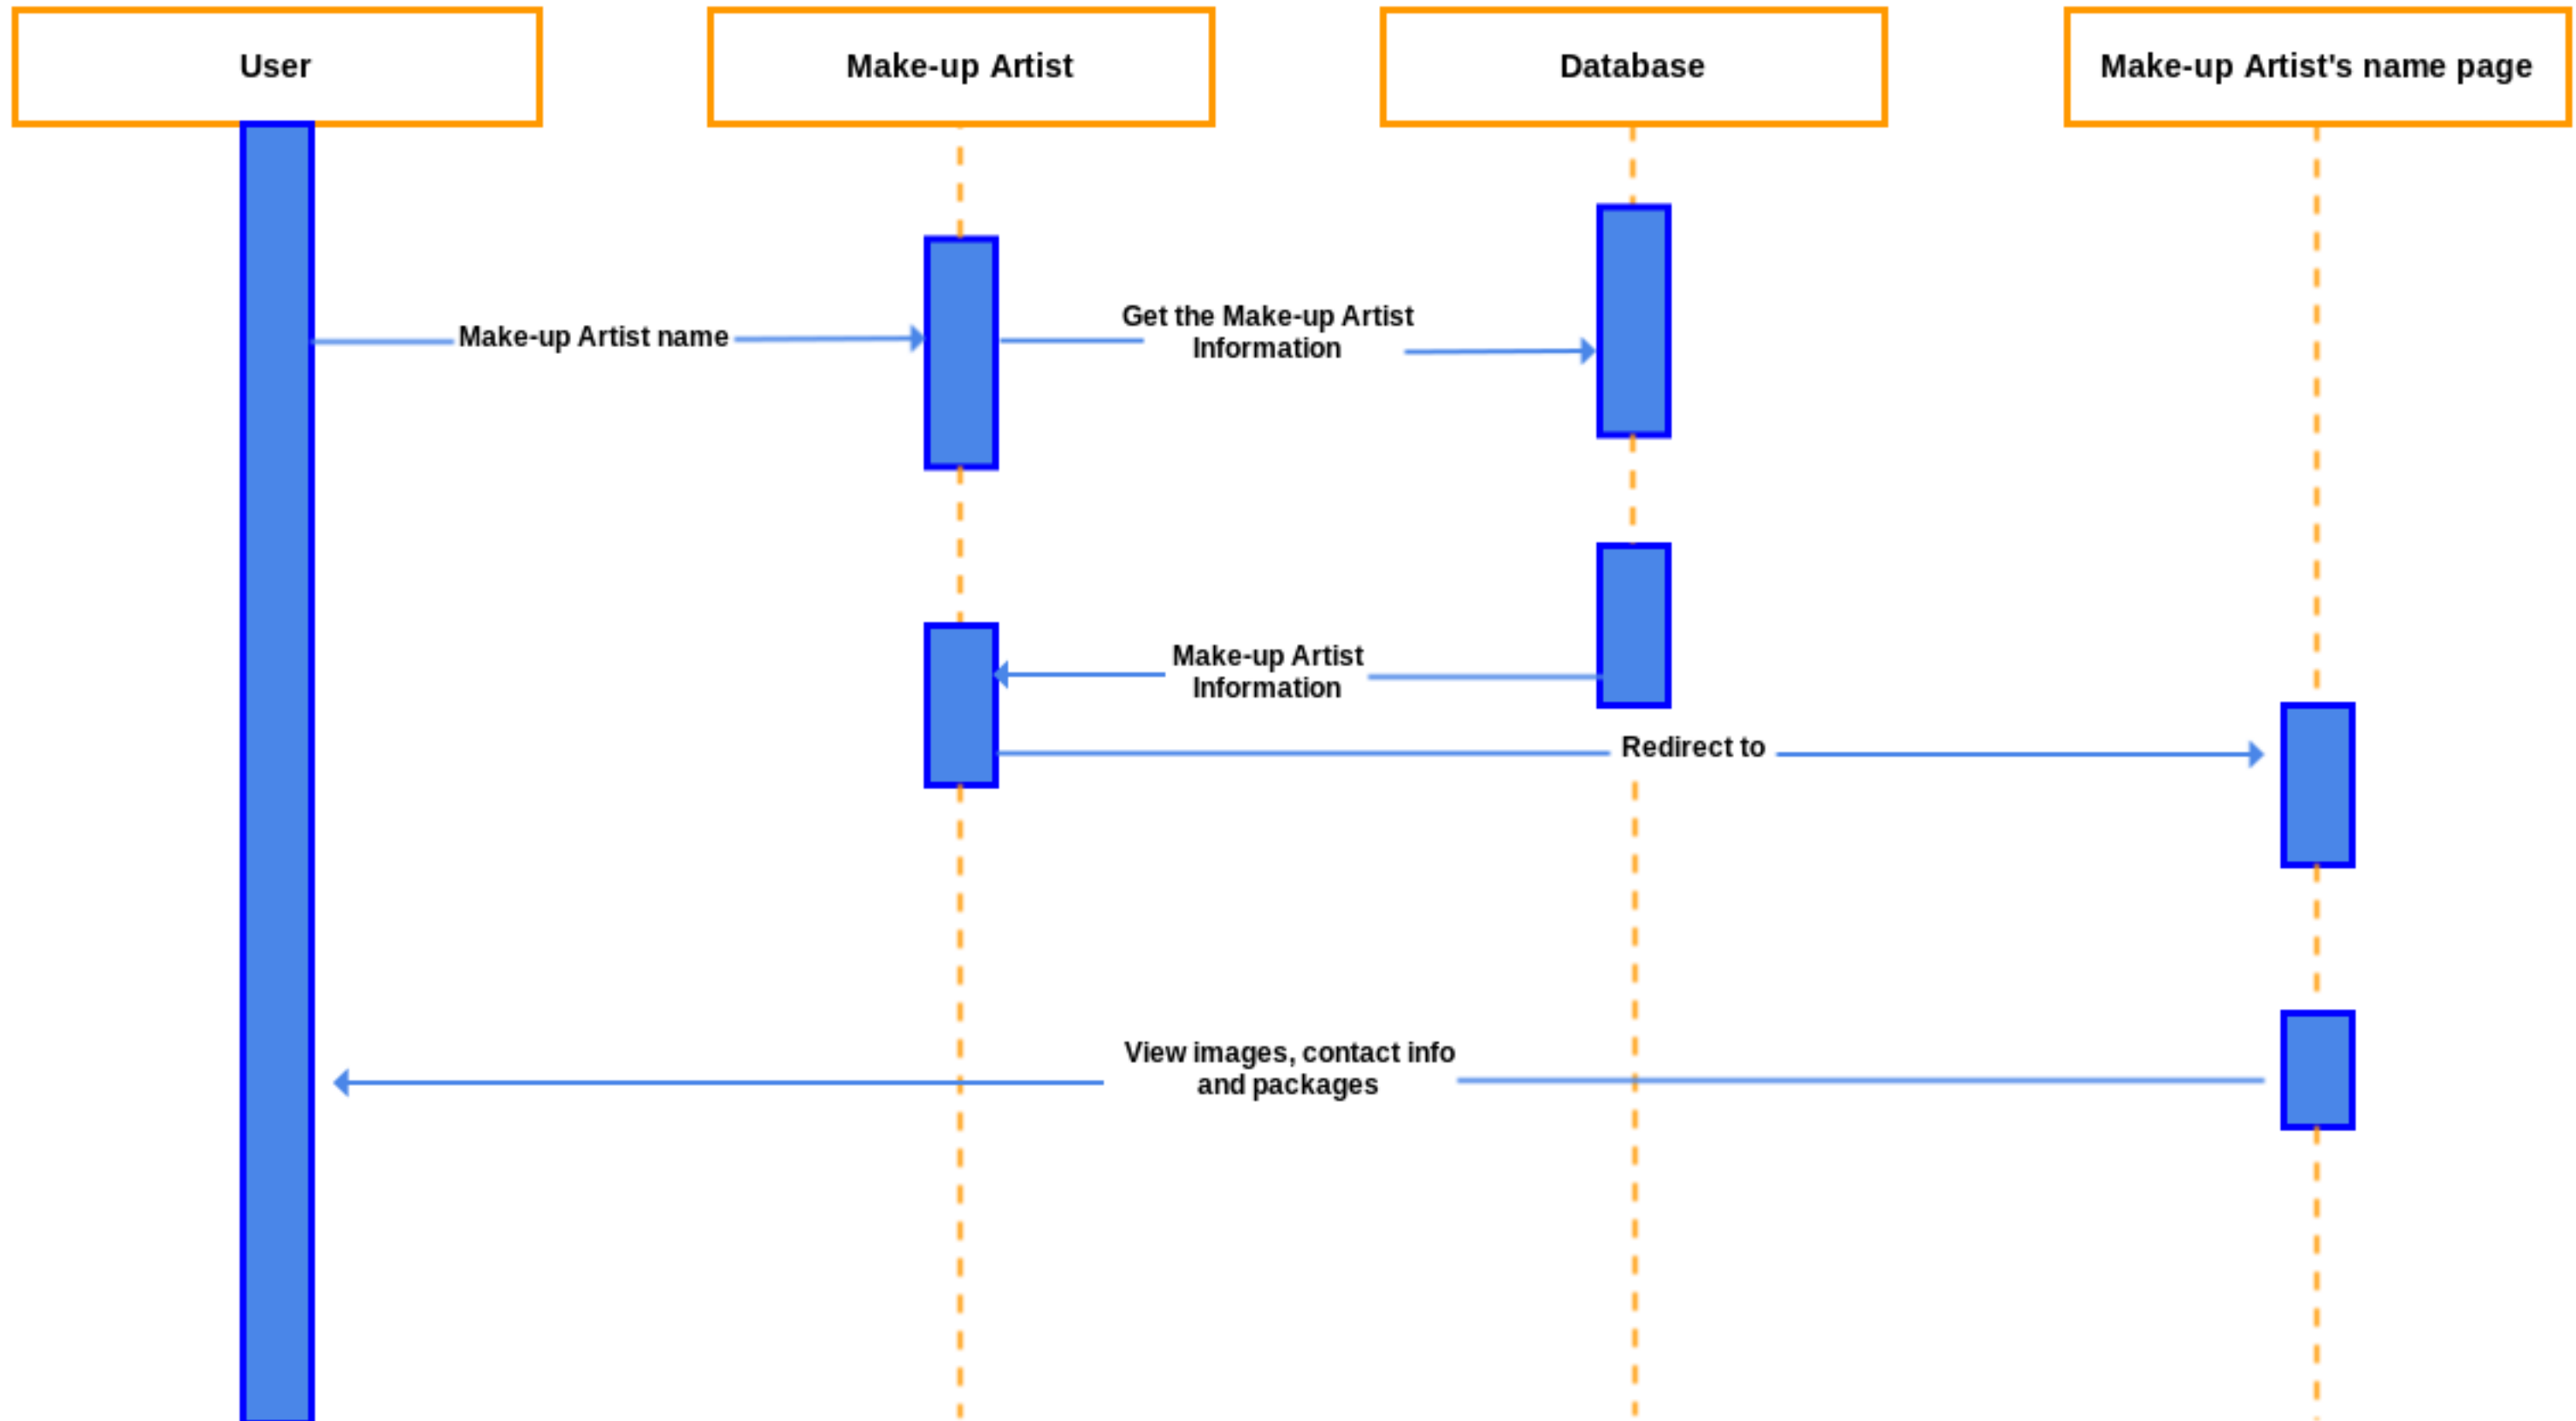 User
Make-up Artist
Database
Make-up Artist's name page
Make-up Artist name
Get the Make-up Artist
Information
Make-up Artist
Information
Redirect to
View images, contact info
and packages